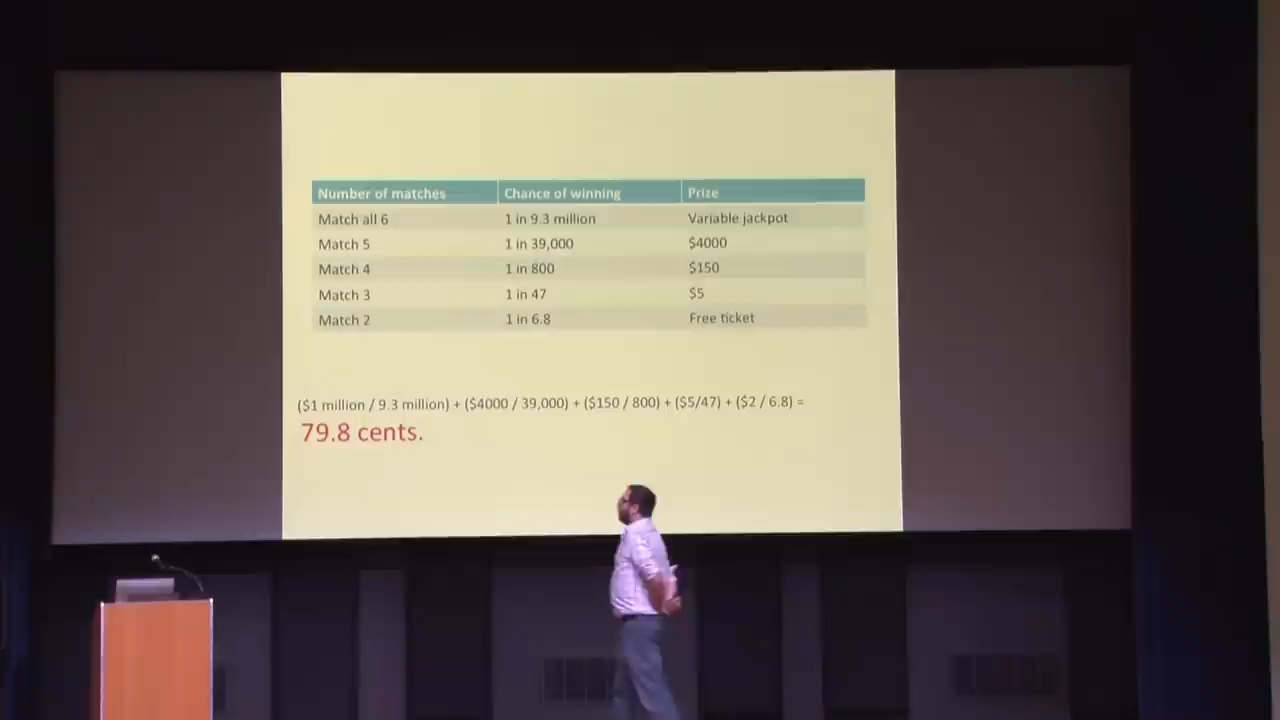 Number of matches Chance of winning Prize
Match all 6 1 in 9.3 million Variable jackpot
Match 5 1 in 39,000 $4000
Match 4 1 in 800 $150
Match 3 1 in 47 $5
Match 2 1 in 6.8 Free ticket
($1 million / 9.3 million) + ($4000 / 39,000) + ($150 / 800) + ($5/47) + ($2 / 6.8) =
79.8 cents.